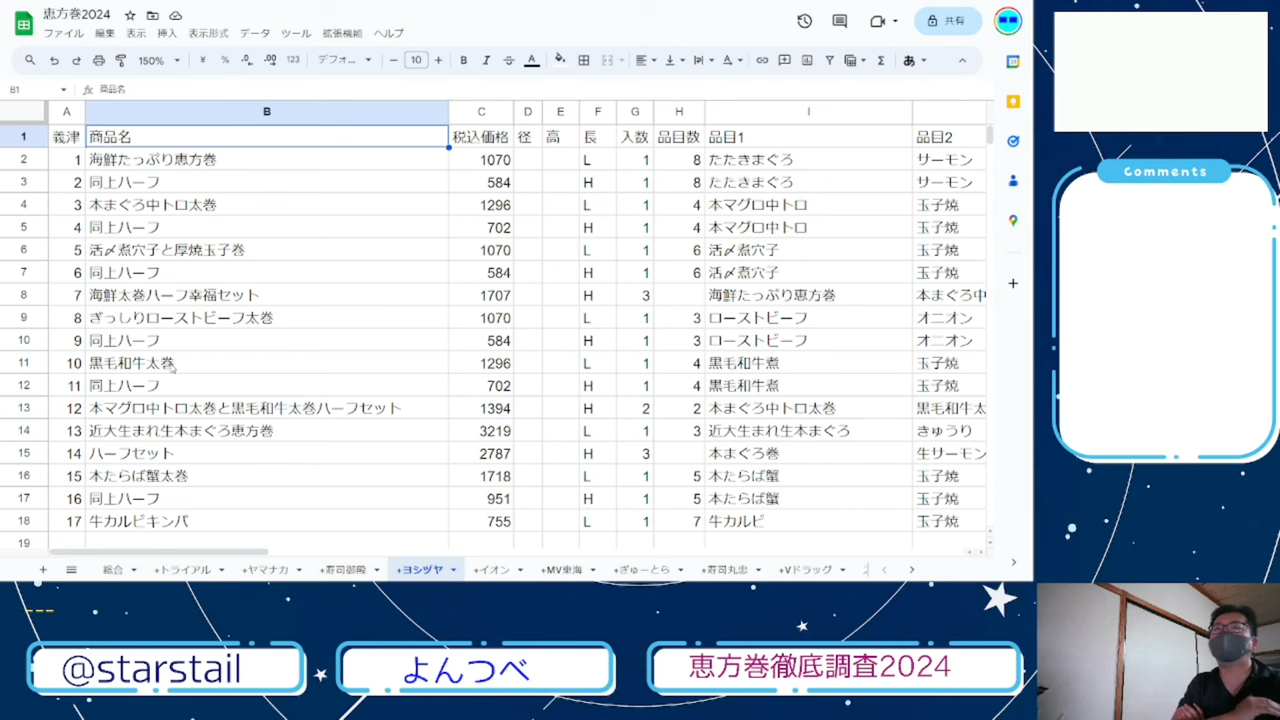 恵方巻2024
ファイル 編集 表示 挿入 表示形式 データ ツール 拡張機能 ヘルプ
共有
150% ¥ % .0 .00 123 デフォ... 10 B I S A あ
B1 fx 商品名
A B C D E F G H I
1 義津 商品名 税込価格 径 高 長 入数 品目数 品目1 品目2
2 1 海鮮たっぷり恵方巻 1070 L 1 8 たたきまぐろ サーモン
3 2 同上ハーフ 584 H 1 8 たたきまぐろ サーモン
4 3 本まぐろ中トロ太巻 1296 L 1 4 本マグロ中トロ 玉子焼
5 4 同上ハーフ 702 H 1 4 本マグロ中トロ 玉子焼
6 5 活〆煮穴子と厚焼玉子巻 1070 L 1 6 活〆煮穴子 玉子焼
7 6 同上ハーフ 584 H 1 6 活〆煮穴子 玉子焼
8 7 海鮮太巻ハーフ幸福セット 1707 H 3 海鮮たっぷり恵方巻 本まぐろ中
9 8 ぎっしりローストビーフ太巻 1070 L 1 3 ローストビーフ オニオン
10 9 同上ハーフ 584 H 1 3 ローストビーフ オニオン
11 10 黒毛和牛太巻 1296 L 1 4 黒毛和牛煮 玉子焼
12 11 同上ハーフ 702 H 1 4 黒毛和牛煮 玉子焼
13 12 本マグロ中トロ太巻と黒毛和牛太巻ハーフセット 1394 H 2 2 本まぐろ中トロ太巻 黒毛和牛太
14 13 近大生まれ生本まぐろ恵方巻 3219 L 1 3 近大生まれ生本まぐろ きゅうり
15 14 ハーフセット 2787 H 3 本まぐろ巻 生サーモン
16 15 本たらば蟹太巻 1718 L 1 5 本たらば蟹 玉子焼
17 16 同上ハーフ 951 H 1 5 本たらば蟹 玉子焼
18 17 牛カルビキンパ 755 L 1 7 牛カルビ 玉子焼
19
総合 +トライアル +ヤマナカ +寿司御殿 +ヨシヅヤ +イオン +MV東海 +ぎゅーとら +寿司丸忠 +Vドラッグ
Comments
---
@starstail
よんつべ
恵方巻徹底調査2024